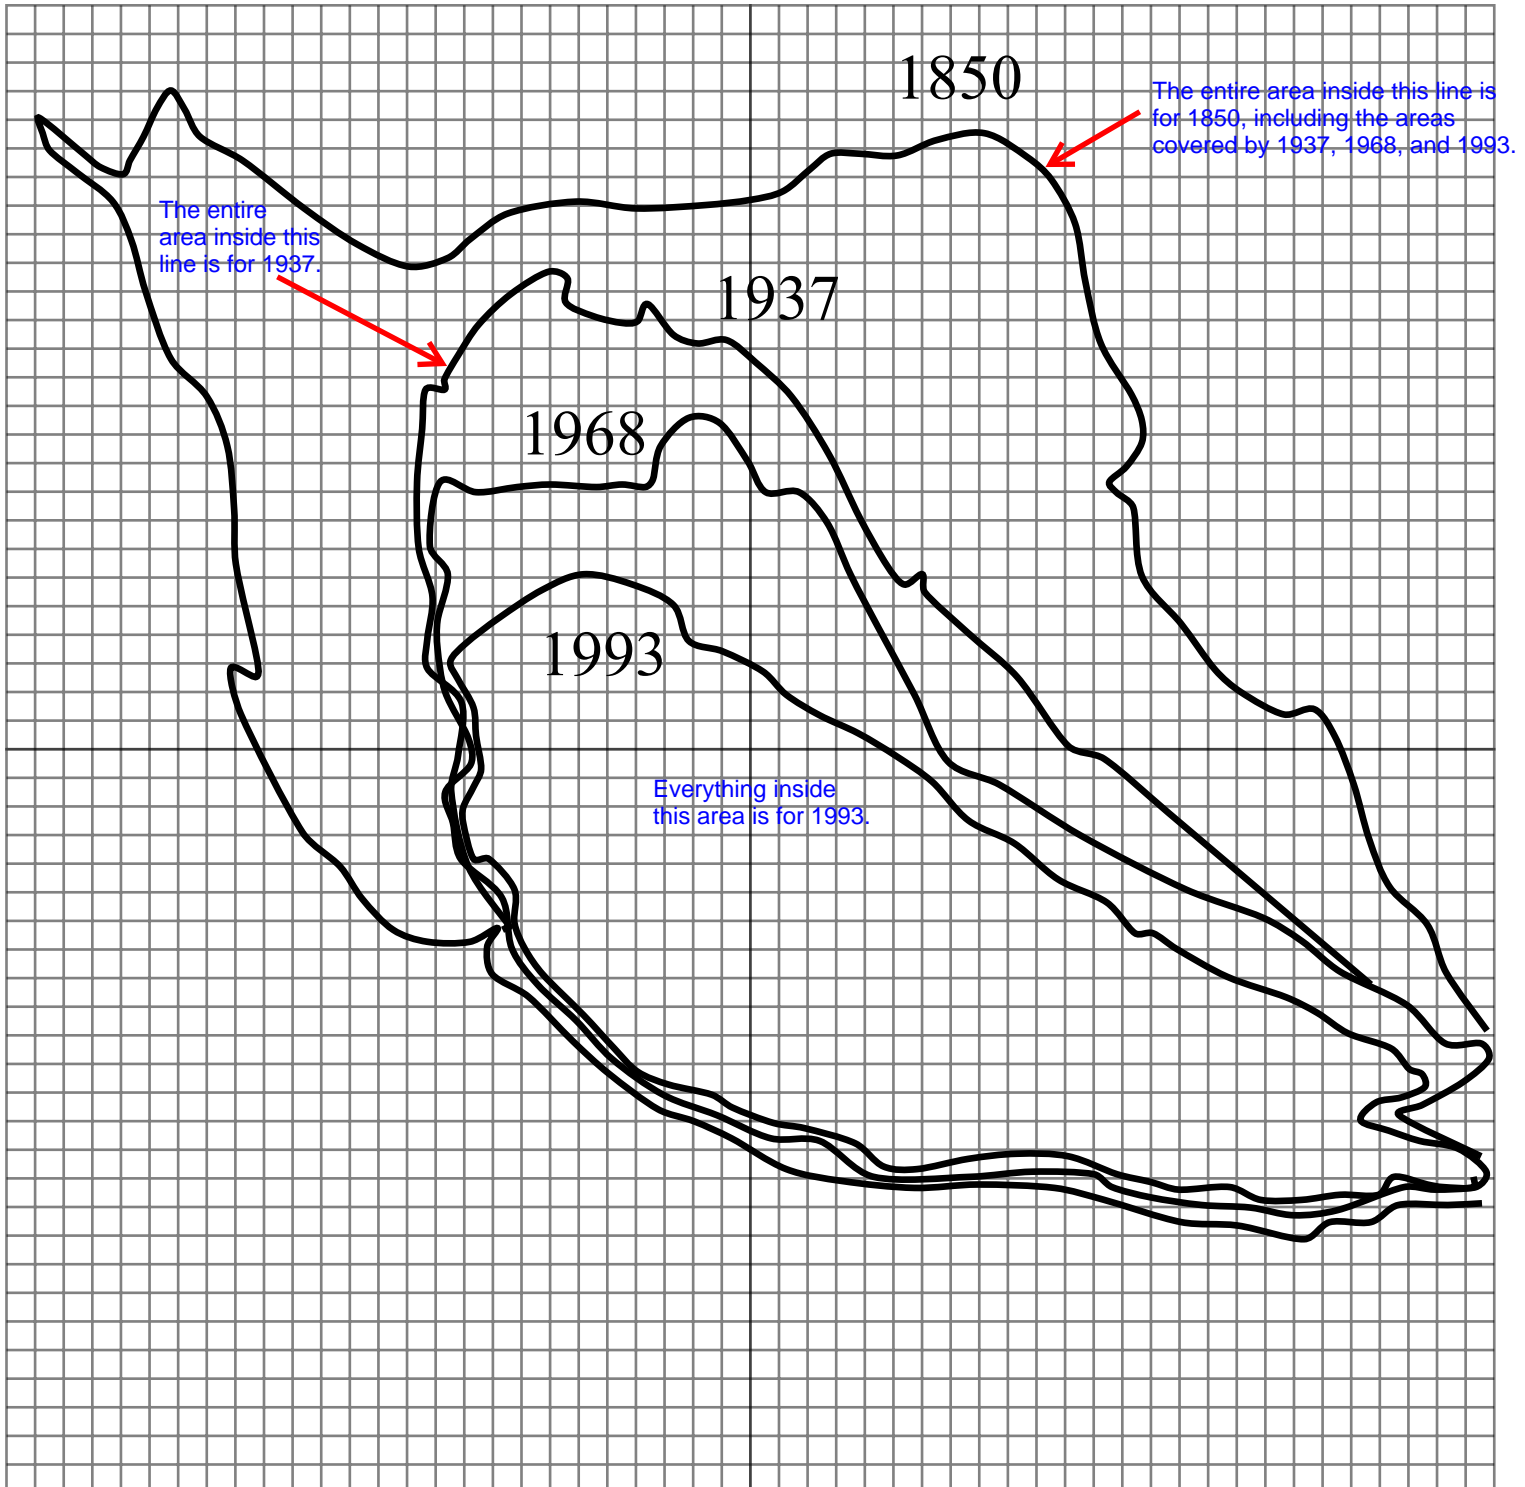 1850
The entire area inside this line is
for 1850, including the areas
covered by 1937, 1968, and 1993.
The entire
area inside this
line is for 1937.
1937
1968
1993
Everything inside
this area is for 1993.